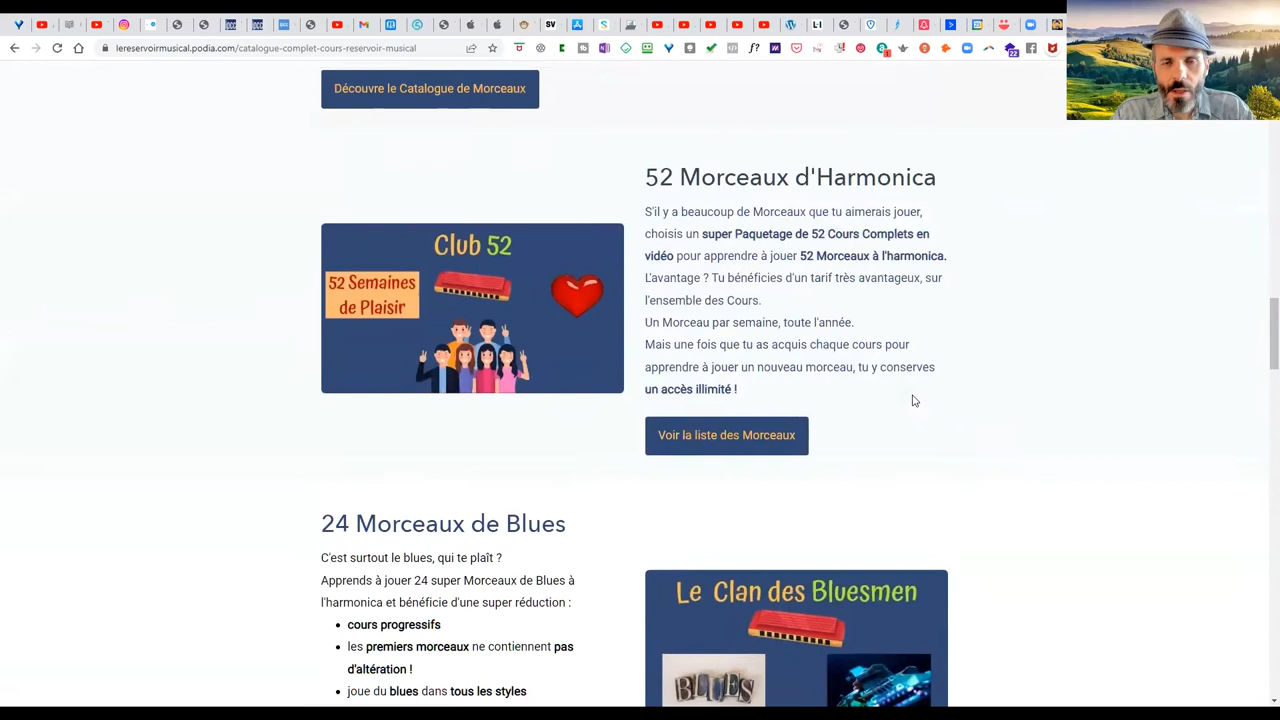 lereservoirmusical.podia.com/catalogue-complet-cours-reservoir-musical
Découvre le Catalogue de Morceaux
52 Morceaux d'Harmonica
S'il y a beaucoup de Morceaux que tu aimerais jouer,
choisis un super Paquetage de 52 Cours Complets en
vidéo pour apprendre à jouer 52 Morceaux à l'harmonica.
L'avantage ? Tu bénéficies d'un tarif très avantageux, sur
l'ensemble des Cours.
Un Morceau par semaine, toute l'année.
Mais une fois que tu as acquis chaque cours pour
apprendre à jouer un nouveau morceau, tu y conserves
un accès illimité !
Voir la liste des Morceaux
Club 52
52 Semaines
de Plaisir
24 Morceaux de Blues
C'est surtout le blues, qui te plaît ?
Apprends à jouer 24 super Morceaux de Blues à
l'harmonica et bénéficie d'une super réduction :
• cours progressifs
• les premiers morceaux ne contiennent pas
d'altération !
• joue du blues dans tous les styles
Le Clan des Bluesmen
BLUES